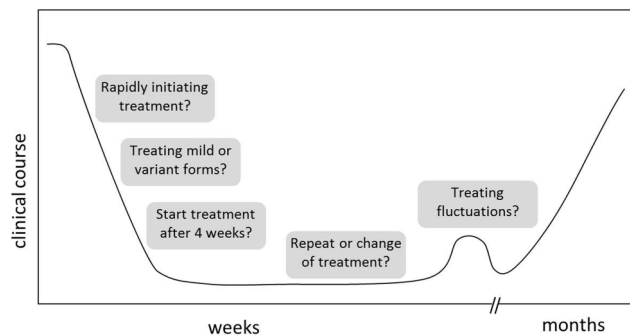 Rapidly initiating
treatment?
Treating mild or
variant forms?
Start treatment
after 4 weeks?
Repeat or change
of treatment?
Treating
fluctuations?
clinical course
weeks
months